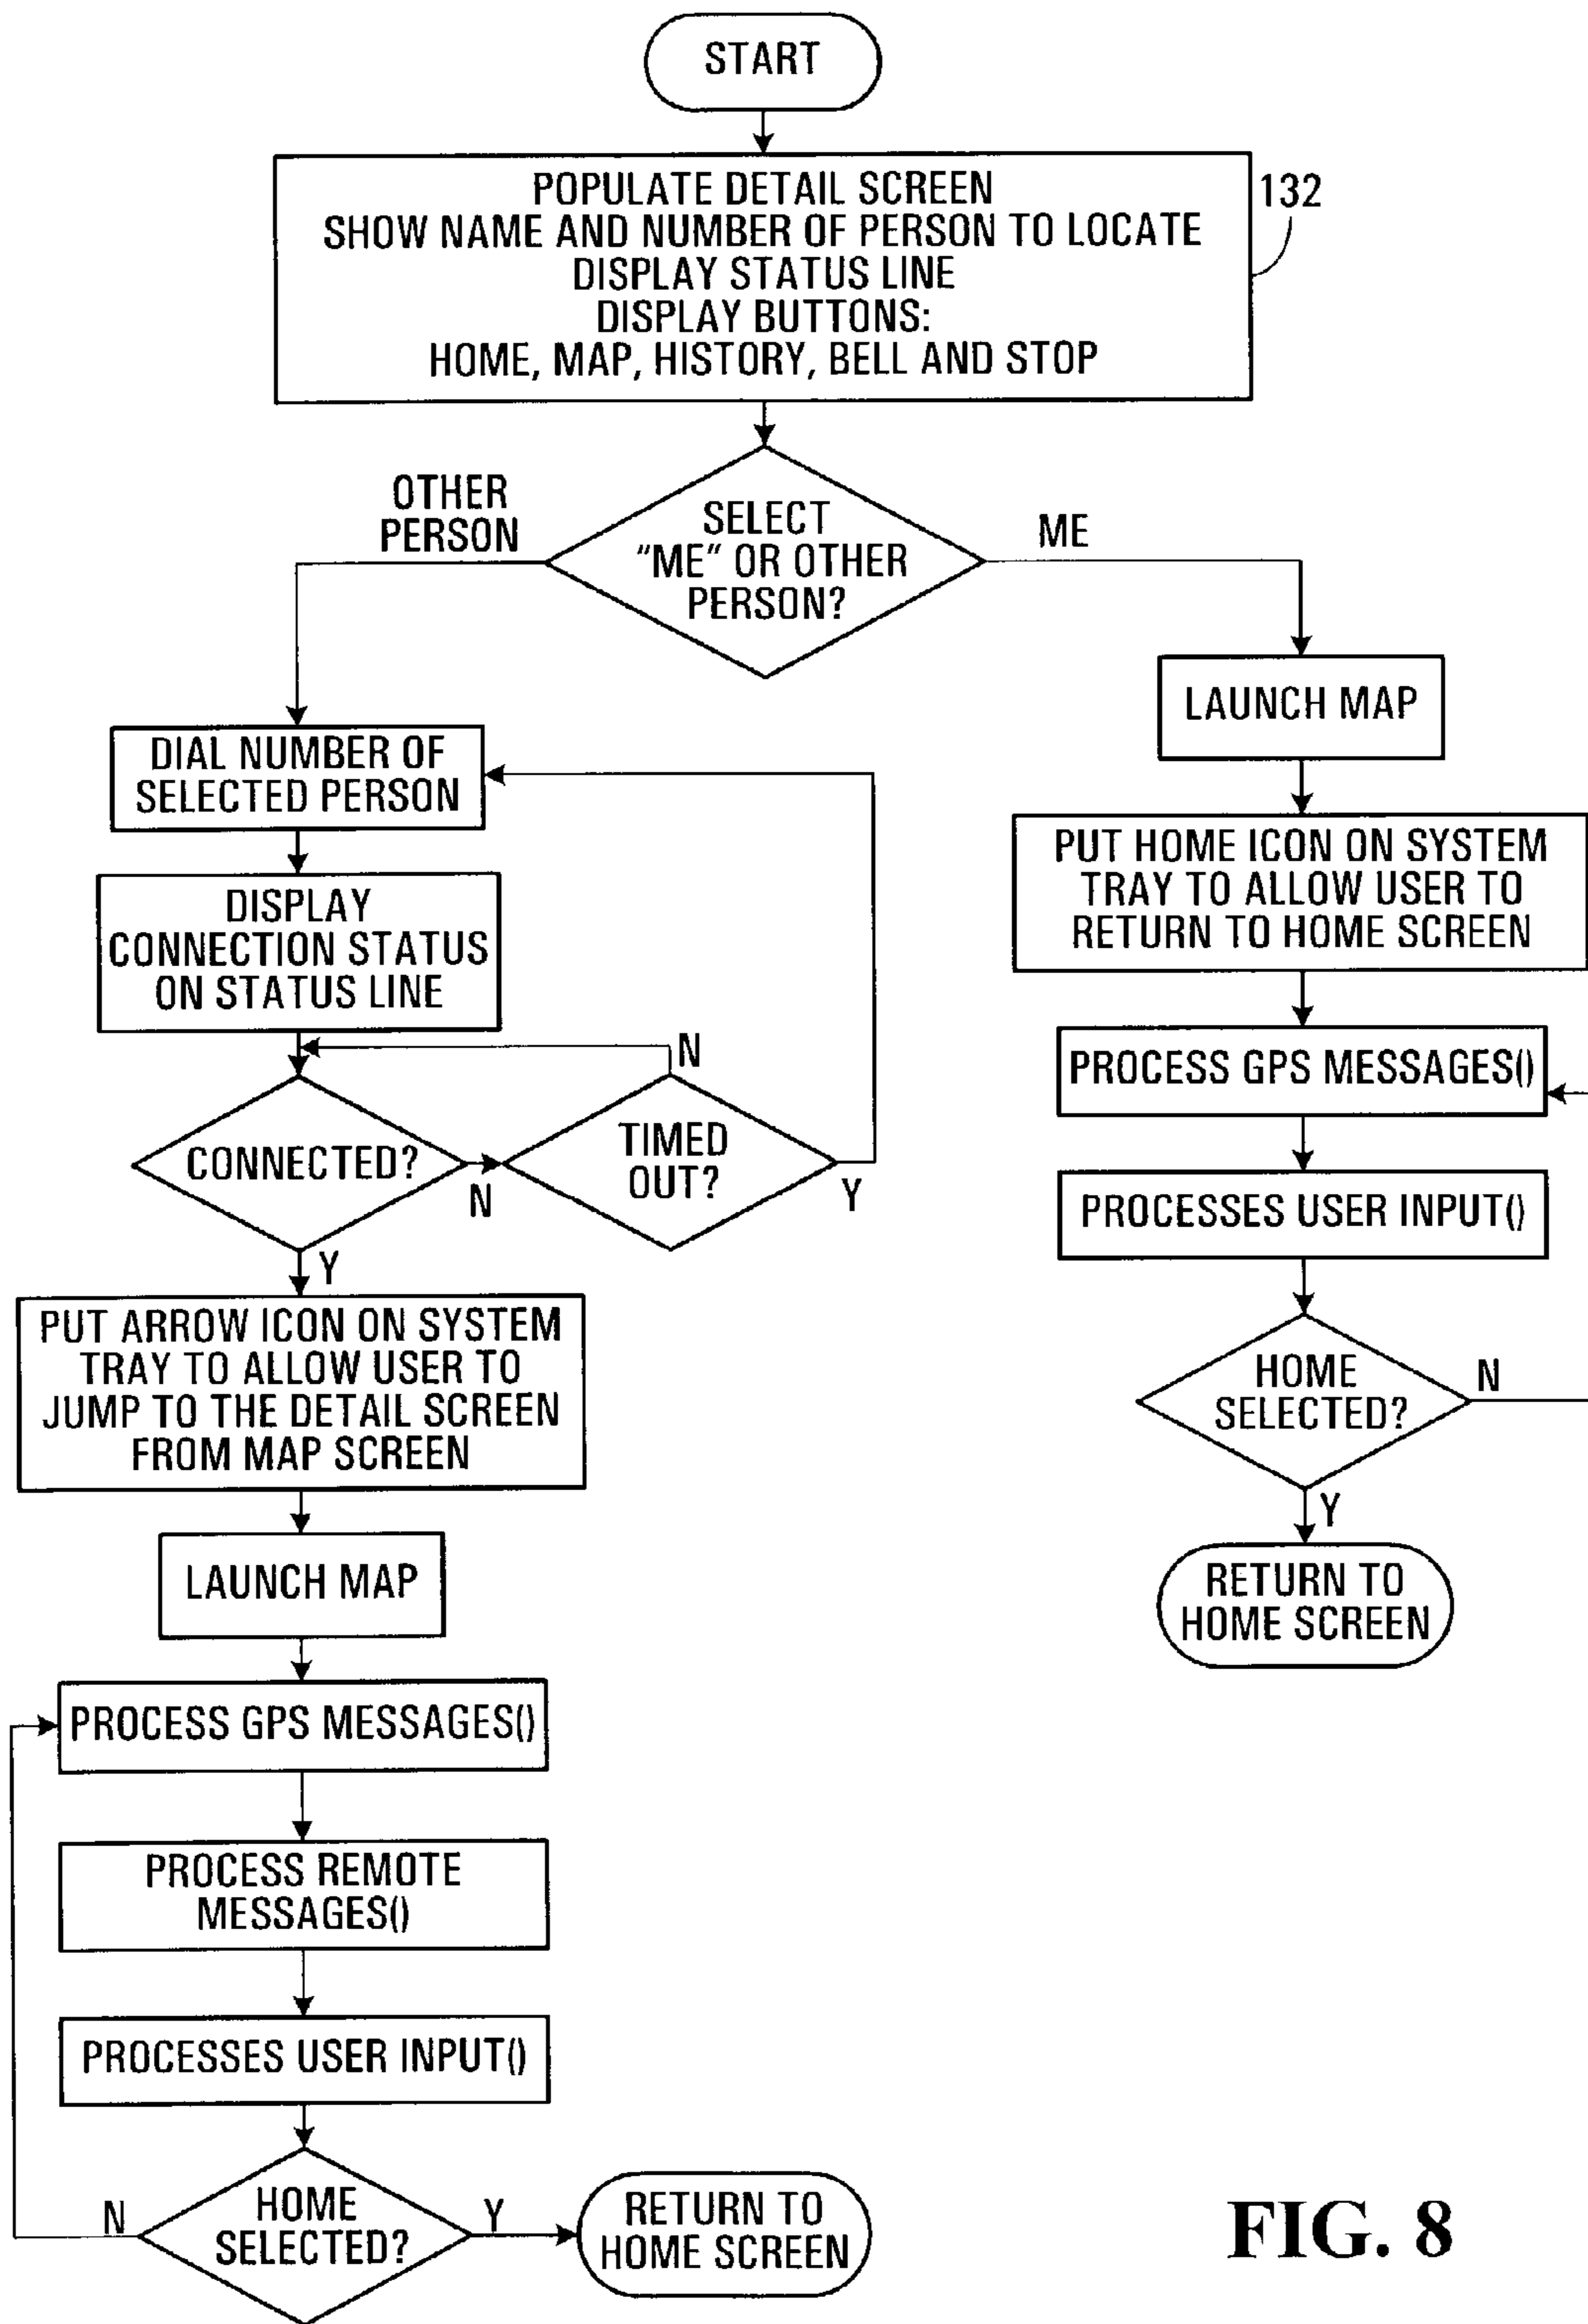 START
POPULATE DETAIL SCREEN
SHOW NAME AND NUMBER OF PERSON TO LOCATE
DISPLAY STATUS LINE
DISPLAY BUTTONS:
HOME, MAP, HISTORY, BELL AND STOP
132
OTHER
PERSON
SELECT
"ME" OR OTHER
PERSON?
ME
DIAL NUMBER OF
SELECTED PERSON
DISPLAY
CONNECTION STATUS
ON STATUS LINE
CONNECTED?
N
TIMED
OUT?
N
Y
Y
PUT ARROW ICON ON SYSTEM
TRAY TO ALLOW USER TO
JUMP TO THE DETAIL SCREEN
FROM MAP SCREEN
LAUNCH MAP
PROCESS GPS MESSAGES()
PROCESS REMOTE
MESSAGES()
PROCESSES USER INPUT()
HOME
SELECTED?
N
Y
RETURN TO
HOME SCREEN
LAUNCH MAP
PUT HOME ICON ON SYSTEM
TRAY TO ALLOW USER TO
RETURN TO HOME SCREEN
PROCESS GPS MESSAGES()
PROCESSES USER INPUT()
HOME
SELECTED?
N
Y
RETURN TO
HOME SCREEN
FIG. 8